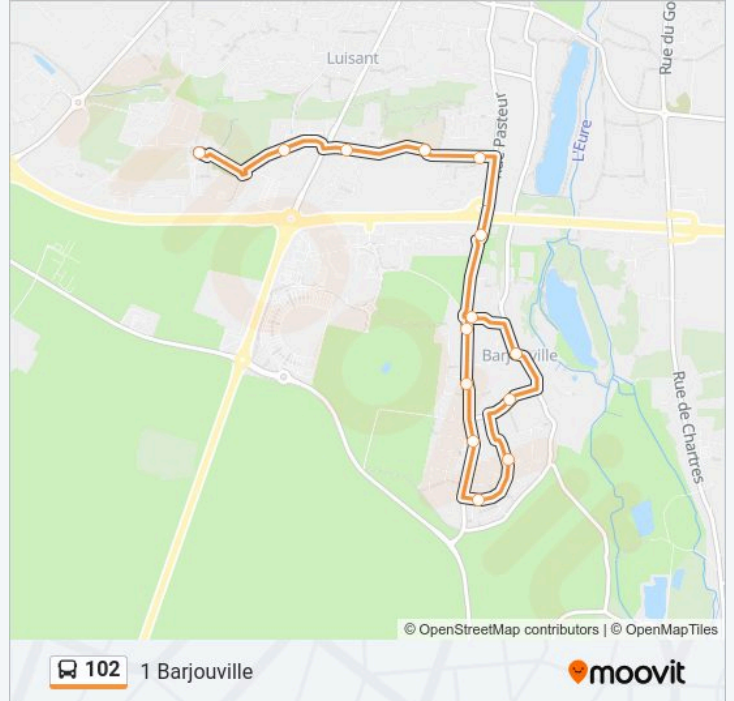 Luisant
Rue du Go
Rue Pasteur
L'Eure
Barjouville
Rue de Chartres
© OpenStreetMap contributors | © OpenMapTiles
102 1 Barjouville
moovit